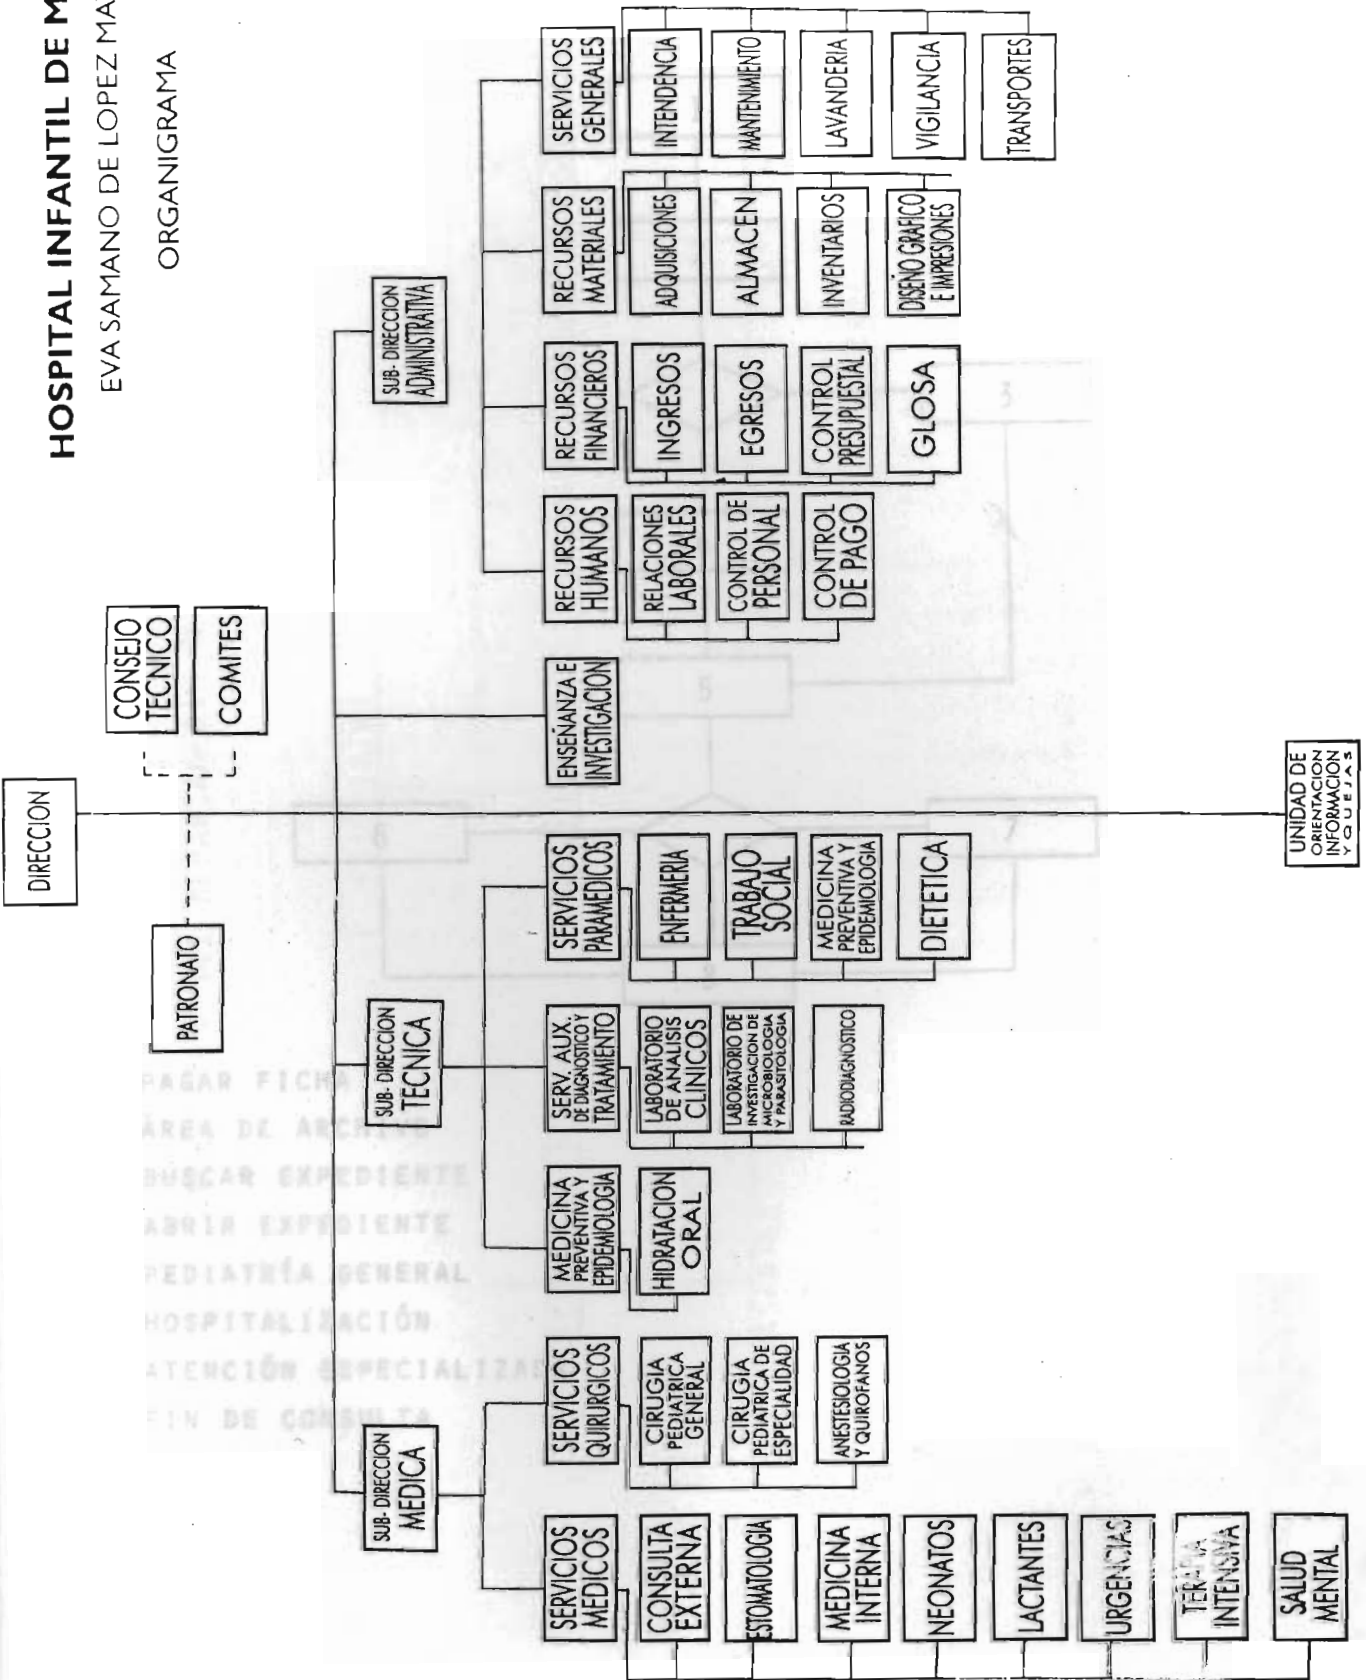 HOSPITAL INFANTIL DE
EVA SAMANO DE LOPEZ
ORGANIGRAMA
DIRECCION
PATRONATO
CONSEJO
TECNICO
COMITES
SUB- DIRECCION
MEDICA
SUB- DIRECCION
TECNICA
SUB- DIRECCION
ADMINISTRATIVA
SERVICIOS
MEDICOS
CONSULTA
EXTERNA
ESTOMATOLOGIA
MEDICINA
INTERNA
NEONATOS
LACTANTES
URGENCIAS
TERAPIA
INTENSIVA
SALUD
MENTAL
SERVICIOS
QUIRURGICOS
CIRUGIA
PEDIATRICA
GENERAL
CIRUGIA
PEDIATRICA DE
ESPECIALIDAD
ANESTESIOLOGIA
Y QUIROFANOS
MEDICINA
PREVENTIVA Y
EPIDEMIOLOGIA
HIDRATACION
ORAL
SERV. AUX.
DE DIAGNOSTICO Y
TRATAMIENTO
LABORATORIO
DE ANALISIS
CLINICOS
LABORATORIO DE
INVESTIGACION DE
MICROBIOLOGIA
Y PARASITOLOGIA
RADIODIAGNOSTICO
SERVICIOS
PARAMEDICOS
ENFERMERIA
TRABAJO
SOCIAL
MEDICINA
PREVENTIVA Y
EPIDEMIOLOGIA
DIETETICA
ENSEÑANZA E
INVESTIGACION
RECURSOS
HUMANOS
RELACIONES
LABORALES
CONTROL DE
PERSONAL
CONTROL
DE PAGO
RECURSOS
FINANCIEROS
INGRESOS
EGRESOS
CONTROL
PRESUPUESTAL
GLOSA
RECURSOS
MATERIALES
ADQUISICIONES
ALMACEN
INVENTARIOS
DISEÑO GRAFICO
E IMPRESIONES
SERVICIOS
GENERALES
INTENDENCIA
MANTENIMIENTO
LAVANDERIA
VIGILANCIA
TRANSPORTES
UNIDAD DE
ORIENTACION
INFORMACION
Y QUEJAS
PAGAR FICHA
ÁREA DE ARCHIVO
BUSCAR EXPEDIENTE
ABRIR EXPEDIENTE
PEDIATRÍA GENERAL
HOSPITALIZACIÓN
ATENCIÓN ESPECIALIZADA
FIN DE CONSULTA
3
5
6
7
8